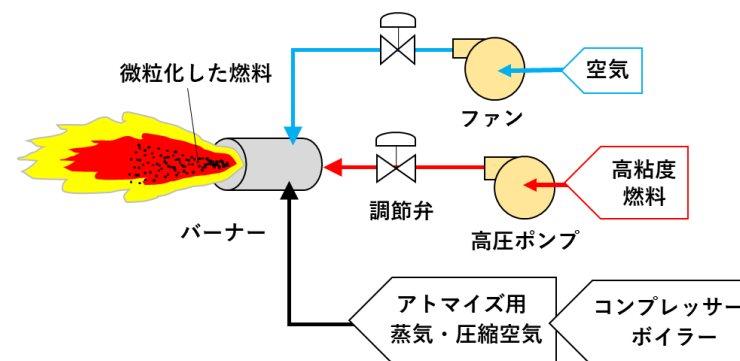 微粒化した燃料
空気
ファン
高粘度
燃料
調節弁
高圧ポンプ
バーナー
アトマイズ用
蒸気・圧縮空気
コンプレッサー
ボイラー